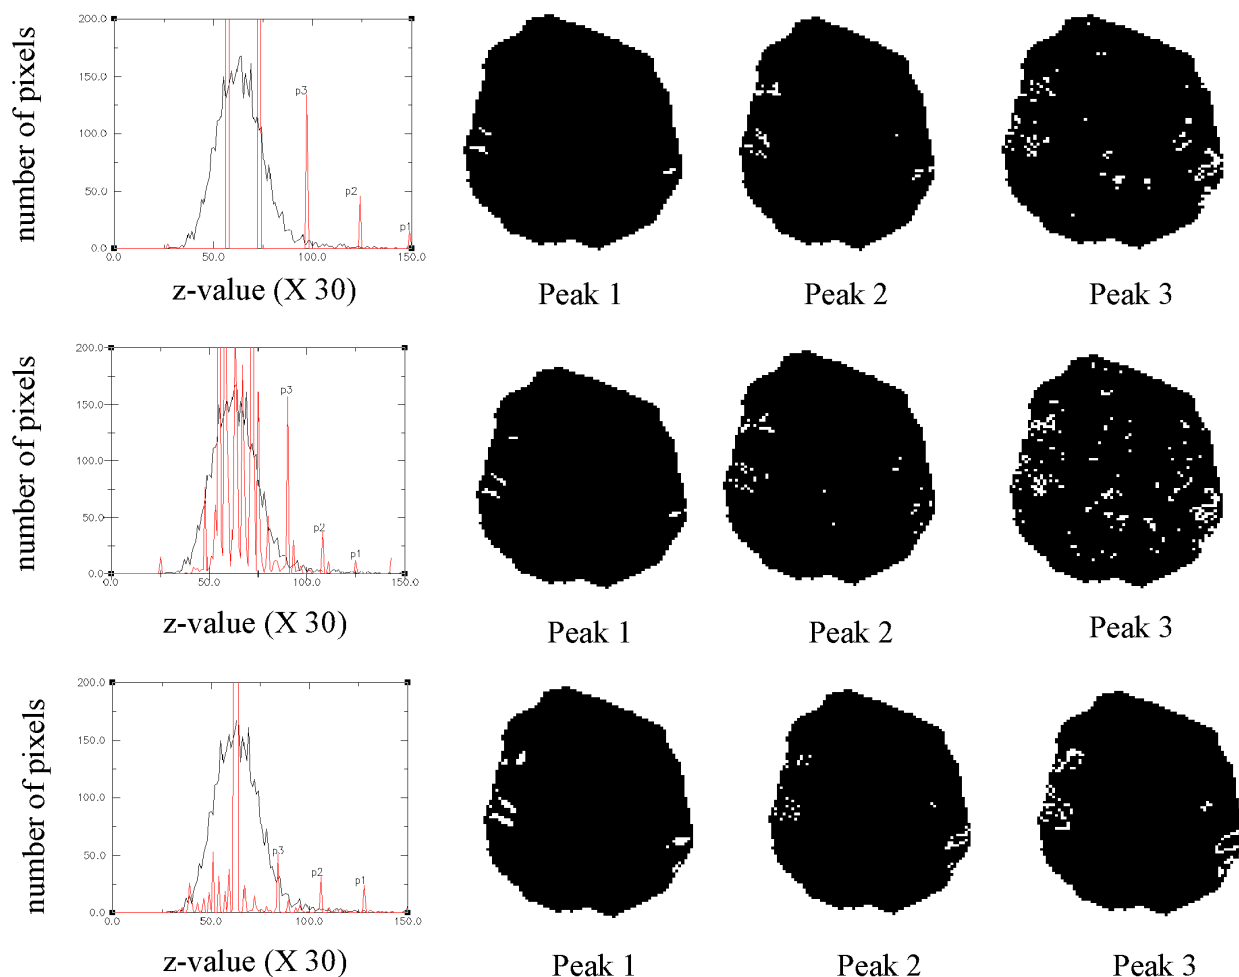 200.0
150.0
100.0
50.0
0.0
0.0 50.0 100.0 150.0
p3
p2
p1
number of pixels
z-value (X 30)
Peak 1
Peak 2
Peak 3
200.0
150.0
100.0
50.0
0.0
0.0 50.0 100.0 150.0
p3
p2
p1
number of pixels
z-value (X 30)
Peak 1
Peak 2
Peak 3
200.0
150.0
100.0
50.0
0.0
0.0 50.0 100.0 150.0
p3
p2
p1
number of pixels
z-value (X 30)
Peak 1
Peak 2
Peak 3